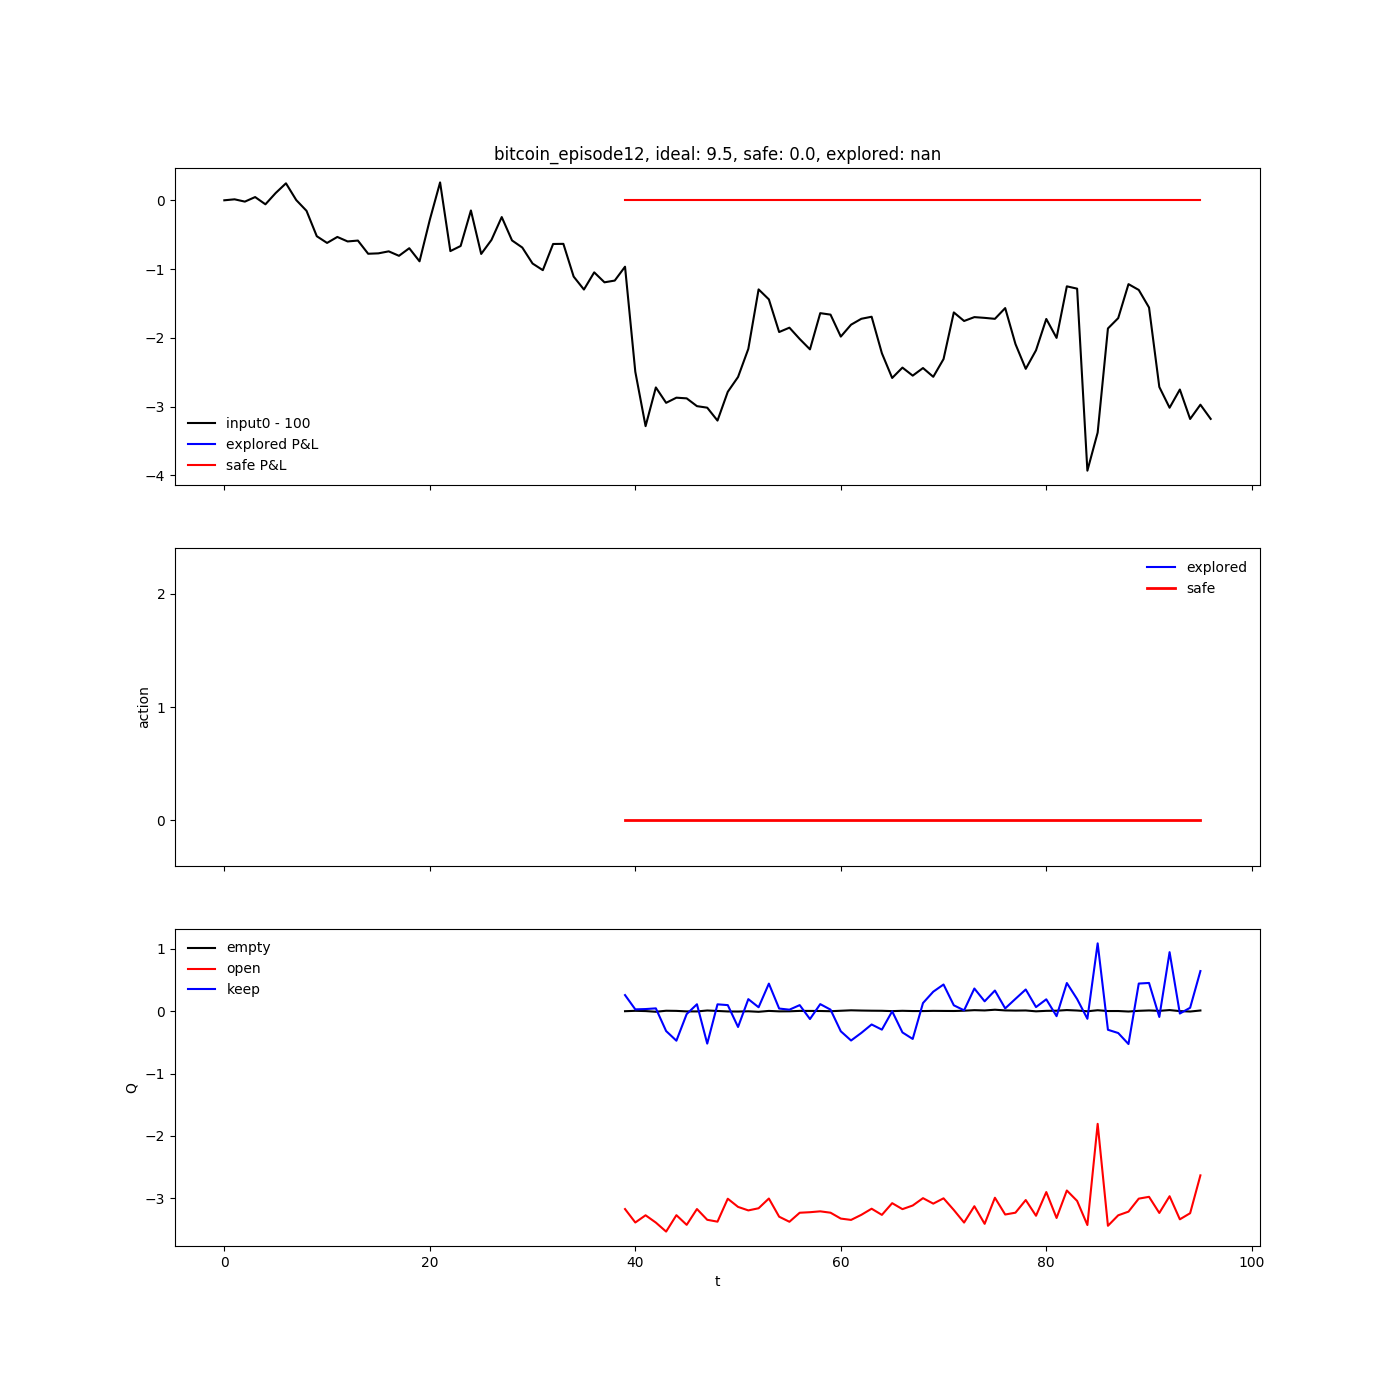 bitcoin_episode12, ideal: 9.5, safe: 0.0, explored: nan
0
−1
−2
−3
−4
input0 - 100
explored P&L
safe P&L
2
1
0
action
explored
safe
1
0
−1
−2
−3
Q
empty
open
keep
0 20 40 60 80 100
t